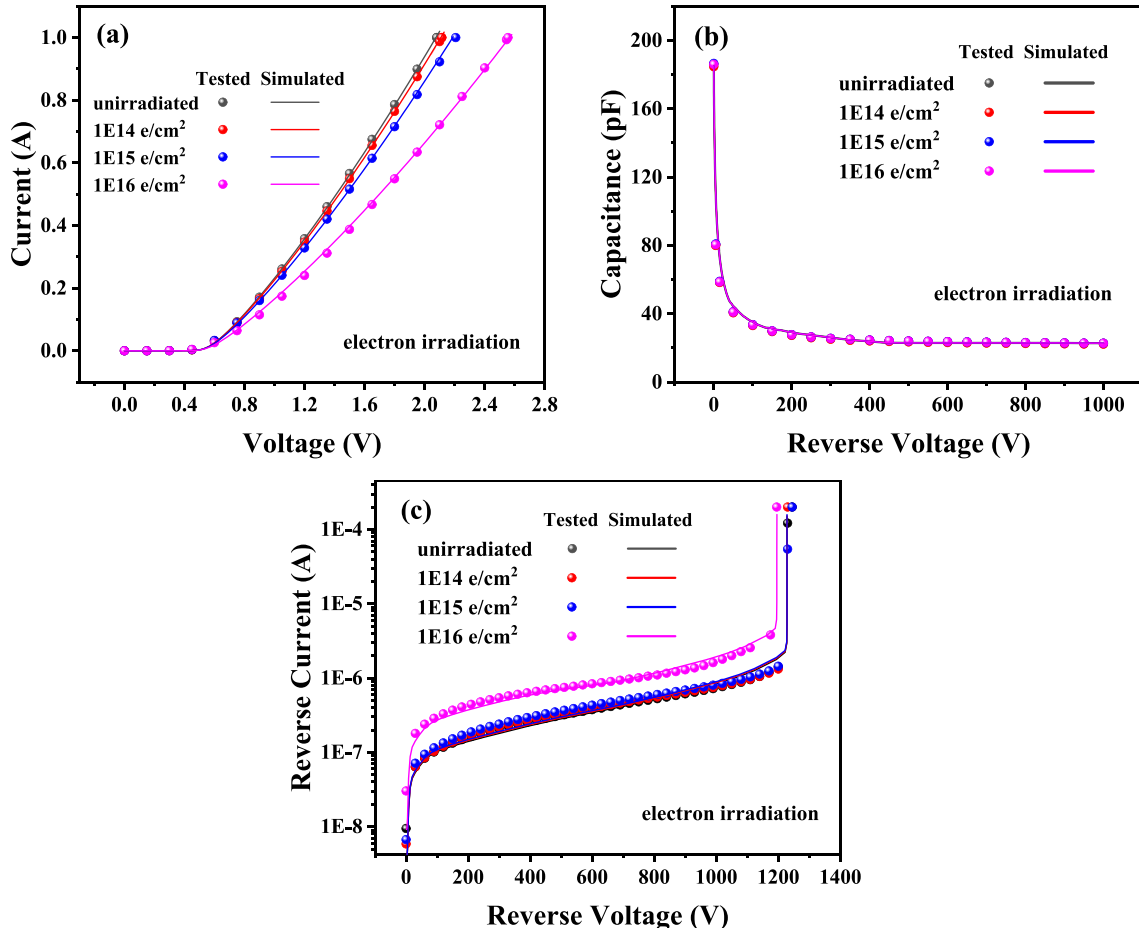 (a)
Tested Simulated
unirradiated
1E14 e/cm²
1E15 e/cm²
1E16 e/cm²
electron irradiation
Current (A)
1.0
0.8
0.6
0.4
0.2
0.0
0.0 0.4 0.8 1.2 1.6 2.0 2.4 2.8
Voltage (V)
(b)
Tested Simulated
unirradiated
1E14 e/cm²
1E15 e/cm²
1E16 e/cm²
electron irradiation
Capacitance (pF)
200
160
120
80
40
0
0 200 400 600 800 1000
Reverse Voltage (V)
(c)
Tested Simulated
unirradiated
1E14 e/cm²
1E15 e/cm²
1E16 e/cm²
electron irradiation
Reverse Current (A)
1E-4
1E-5
1E-6
1E-7
1E-8
0 200 400 600 800 1000 1200 1400
Reverse Voltage (V)